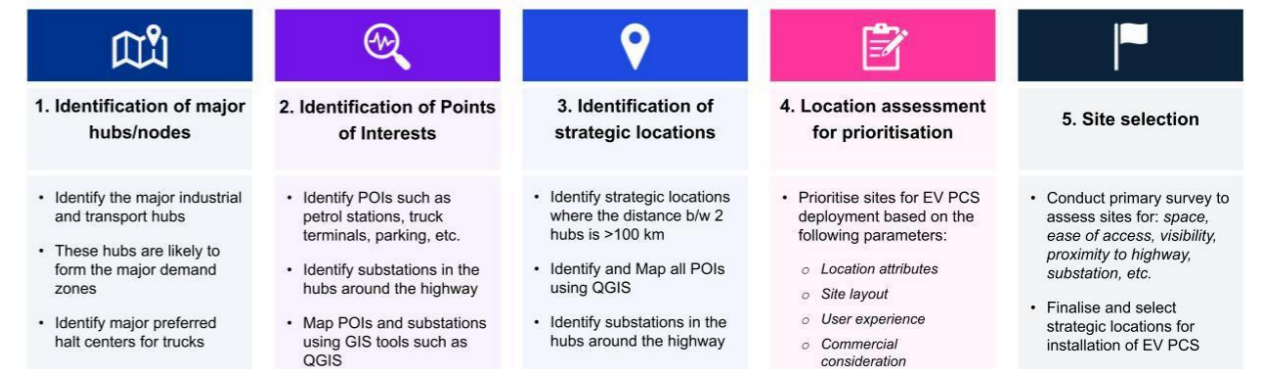 1. Identification of major
hubs/nodes
• Identify the major industrial
and transport hubs
• These hubs are likely to
form the major demand
zones
• Identify major preferred
halt centers for trucks
2. Identification of Points
of Interests
• Identify POIs such as
petrol stations, truck
terminals, parking, etc.
• Identify substations in the
hubs around the highway
• Map POIs and substations
using GIS tools such as
QGIS
3. Identification of
strategic locations
• Identify strategic locations
where the distance b/w 2
hubs is >100 km
• Identify and Map all POIs
using QGIS
• Identify substations in the
hubs around the highway
4. Location assessment
for prioritisation
• Prioritise sites for EV PCS
deployment based on the
following parameters:
o Location attributes
o Site layout
o User experience
o Commercial
consideration
5. Site selection
• Conduct primary survey to
assess sites for: space,
ease of access, visibility,
proximity to highway,
substation, etc.
• Finalise and select
strategic locations for
installation of EV PCS